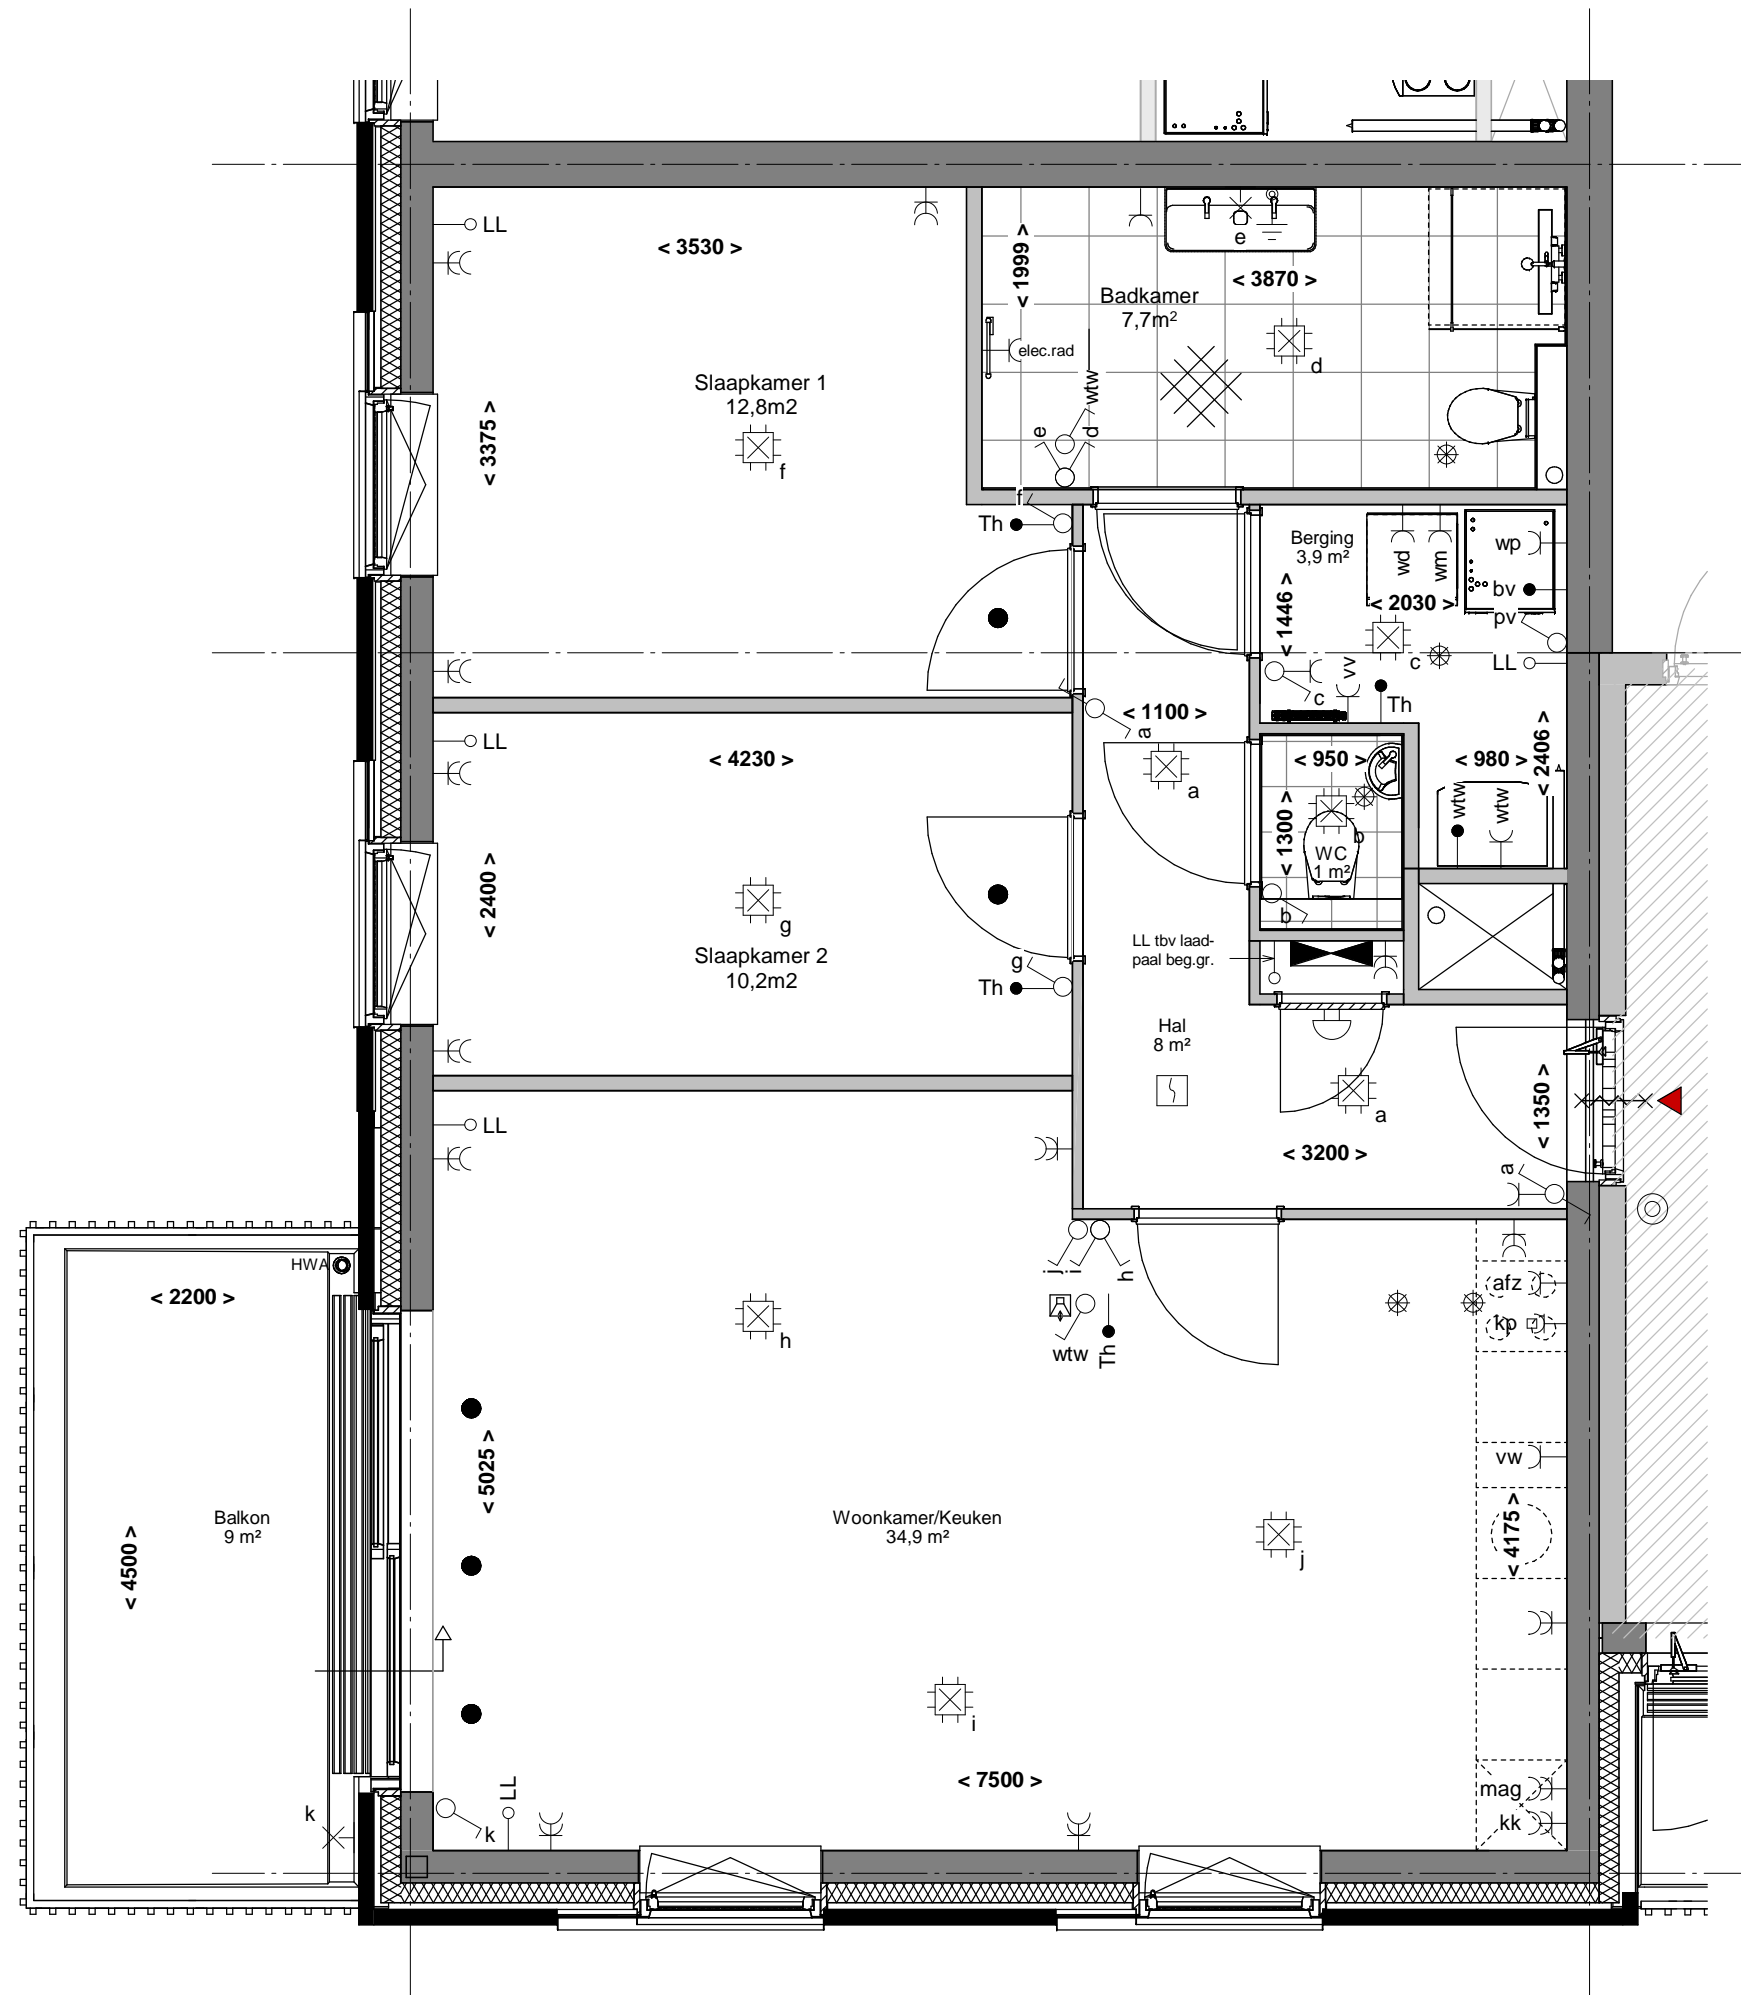 LL
< 3530 >
< 1999 >
e
< 3870 >
Badkamer
7,7m²
elec.rad
d
wtw
e
d
Slaapkamer 1
12,8m2
f
< 3375 >
f
Th
Berging
3,9 m²
wd
wm
wp
bv
pv
< 2030 >
< 1446 >
c
LL
vv
c
Th
LL
< 4230 >
< 1100 >
a
a
< 950 >
< 980 >
< 2406 >
wtw
wtw
< 1300 >
b
WC
1 m²
b
< 2400 >
g
Slaapkamer 2
10,2m2
g
Th
LL tbv laad-
paal beg.gr.
Hal
8 m²
a
< 1350 >
LL
< 3200 >
a
HWA
< 2200 >
j
i
h
afz
kp
h
wtw
Th
< 5025 >
vw
Balkon
9 m²
< 4500 >
Woonkamer/Keuken
34,9 m²
j
< 4175 >
i
< 7500 >
LL
mag
k
k
kk